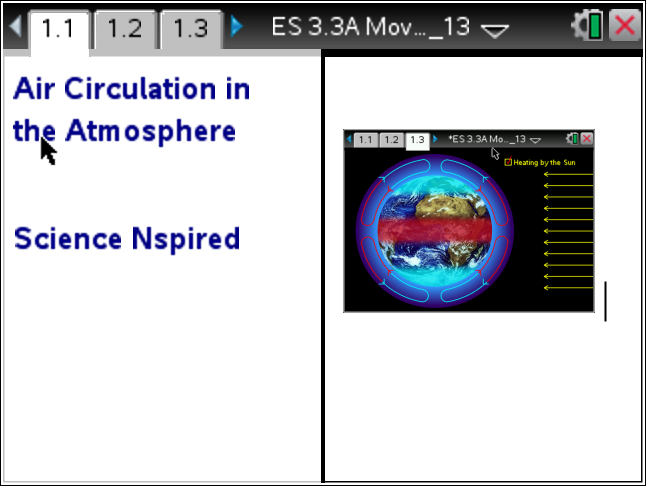 1.1 1.2 1.3 ES 3.3A Mov..._13
Air Circulation in
the Atmosphere
Science Nspired
1.1 1.2 1.3 *ES 3.3A Mo..._13
Heating by the Sun